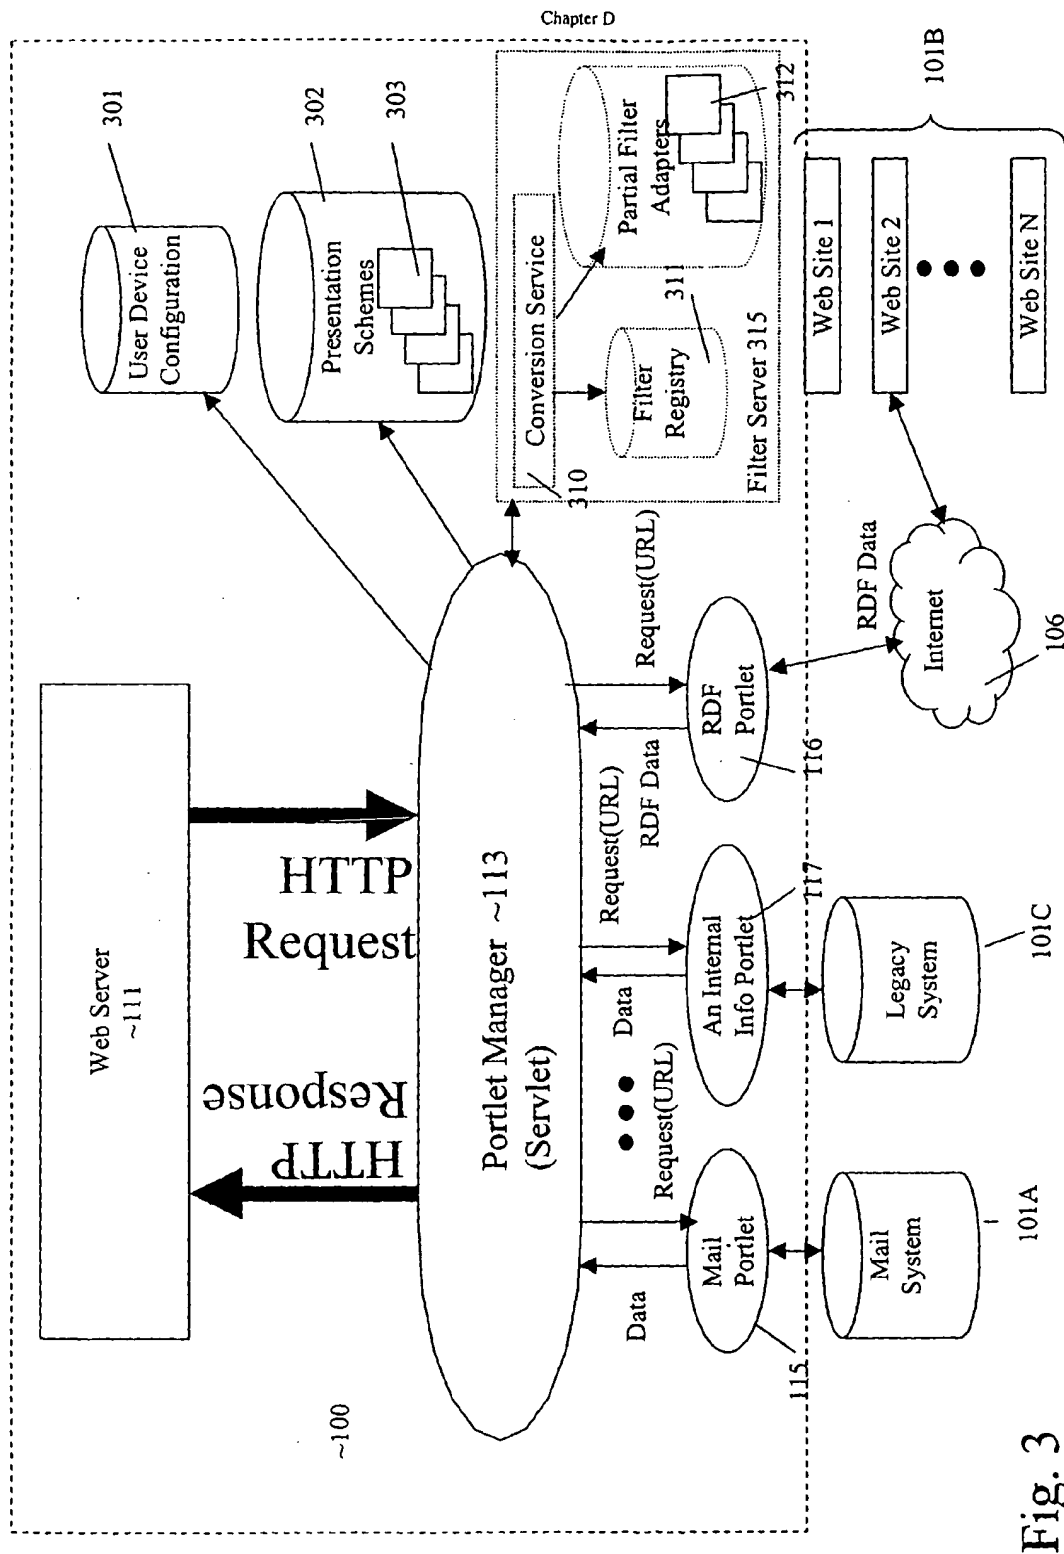 Chapter D
~100
Web Server
~111
HTTP
Response
HTTP
Request
301
User Device
Configuration
302
Presentation
Schemes
303
Portlet Manager ~113
(Servlet)
310
Conversion Service
Filter
Registry
311
Partial Filter
Adapters
312
Filter Server 315
Data
Request(URL)
Data
Request(URL)
RDF Data
Request(URL)
Mail
Portlet
115
An Internal
Info Portlet
117
RDF
Portlet
116
Mail
System
101A
Legacy
System
101C
RDF Data
Internet
106
Web Site 1
Web Site 2
Web Site N
101B
Fig. 3